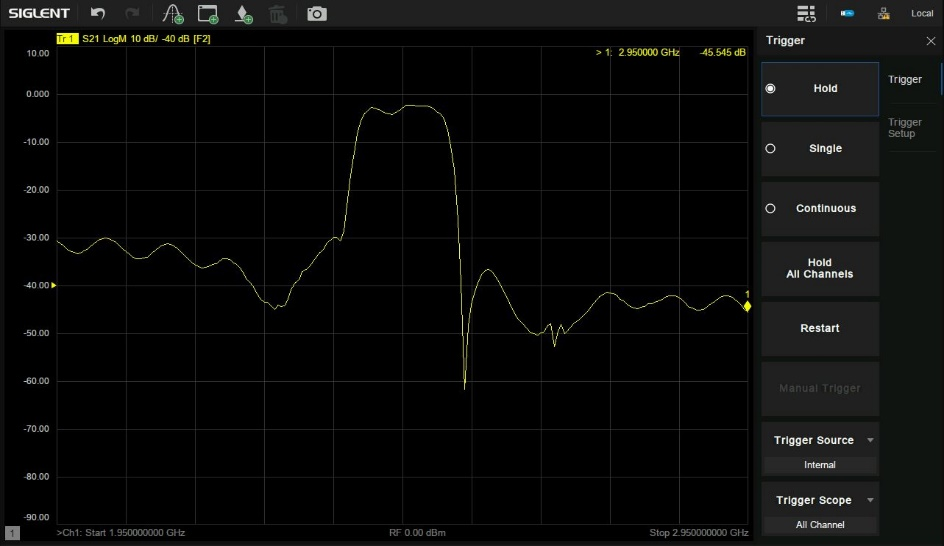 SIGLENT
Local
Tr 1 S21 LogM 10 dB/ -40 dB [F2]
> 1: 2.950000 GHz -45.545 dB
10.00
0.000
-10.00
-20.00
-30.00
-40.00
-50.00
-60.00
-70.00
-80.00
-90.00
1
1
>Ch1: Start 1.950000000 GHz
RF 0.00 dBm
Stop 2.950000000 GHz
Trigger
Hold
Single
Continuous
Hold
All Channels
Restart
Manual Trigger
Trigger Source
Internal
Trigger Scope
All Channel
Trigger
Trigger
Setup